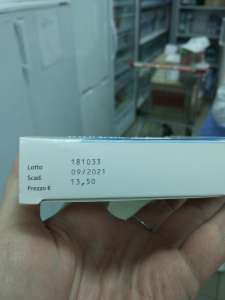 Lotto 181033
Scad. 09/2021
Prezzo € 13,50